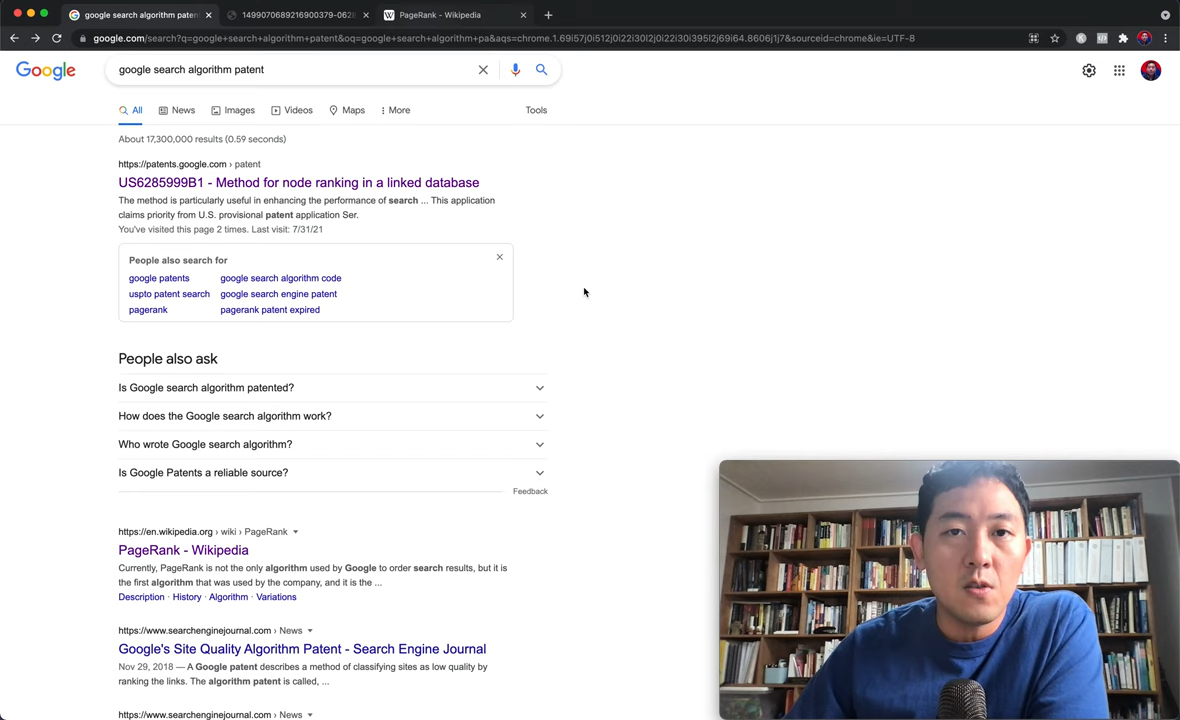 google search algorithm paten
1499070689216900379-062
PageRank - Wikipedia
google.com/search?q=google+search+algorithm+patent&oq=google+search+algorithm+pa&aqs=chrome.1.69i57j0i512j0i22i30l2j0i22i30i395l2j69i64.8606j1j7&sourceid=chrome&ie=UTF-8
Google
google search algorithm patent
All
News
Images
Videos
Maps
More
Tools
About 17,300,000 results (0.59 seconds)
https://patents.google.com › patent
US6285999B1 - Method for node ranking in a linked database
The method is particularly useful in enhancing the performance of search ... This application
claims priority from U.S. provisional patent application Ser.
You've visited this page 2 times. Last visit: 7/31/21
People also search for
google patents
google search algorithm code
uspto patent search
google search engine patent
pagerank
pagerank patent expired
People also ask
Is Google search algorithm patented?
How does the Google search algorithm work?
Who wrote Google search algorithm?
Is Google Patents a reliable source?
Feedback
https://en.wikipedia.org › wiki › PageRank
PageRank - Wikipedia
Currently, PageRank is not the only algorithm used by Google to order search results, but it is
the first algorithm that was used by the company, and it is the ...
Description · History · Algorithm · Variations
https://www.searchenginejournal.com › News
Google's Site Quality Algorithm Patent - Search Engine Journal
Nov 29, 2018 — A Google patent describes a method of classifying sites as low quality by
ranking the links. The algorithm patent is called, ...
https://www.searchenginejournal.com › News